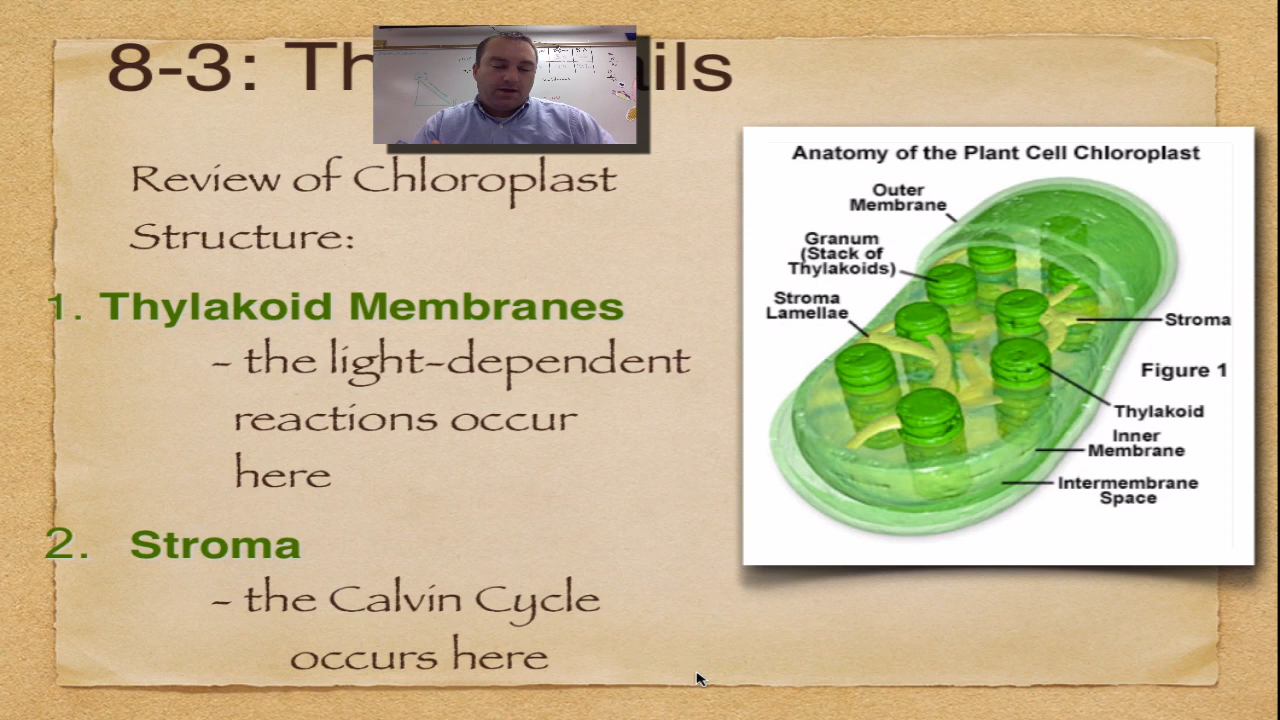 8-3: Th ails
Review of Chloroplast
Structure:
1. Thylakoid Membranes
- the light-dependent
reactions occur
here
2. Stroma
- the Calvin Cycle
occurs here
Anatomy of the Plant Cell Chloroplast
Outer
Membrane
Granum
(Stack of
Thylakoids)
Stroma
Lamellae
Stroma
Figure 1
Thylakoid
Inner
Membrane
Intermembrane
Space